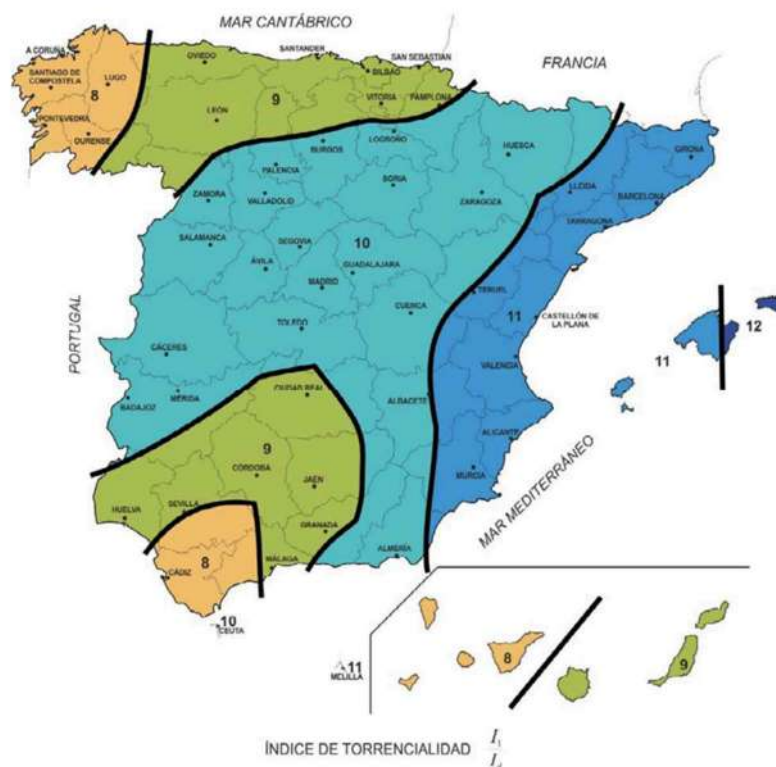 MAR CANTÁBRICO
A CORUÑA
OVIEDO
SANTANDER
SAN SEBASTIAN
FRANCIA
SANTIAGO DE COMPOSTELA
LUGO
8
BILBAO
LEÓN
9
VITORIA
PAMPLONA
PONTEVEDRA
OURENSE
BURGOS
LOGROÑO
HUESCA
GIRONA
PALENCIA
ZAMORA
VALLADOLID
SORIA
ZARAGOZA
LLEIDA
BARCELONA
TARRAGONA
SALAMANCA
SEGOVIA
10
ÁVILA
GUADALAJARA
MADRID
TERUEL
PORTUGAL
CUENCA
11
CASTELLÓN DE LA PLANA
12
TOLEDO
CÁCERES
VALENCIA
11
MÉRIDA
CIUDAD REAL
BADAJOZ
ALBACETE
ALICANTE
9
CÓRDOBA
JAÉN
MURCIA
MAR MEDITERRÁNEO
HUELVA
SEVILLA
GRANADA
ALMERÍA
MÁLAGA
8
CÁDIZ
10
CEUTA
11
MELILLA
8
9
ÍNDICE DE TORRENCIALIDAD